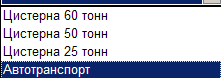 Цистерна 60 тонн
Цистерна 50 тонн
Цистерна 25 тонн
Автотранспорт